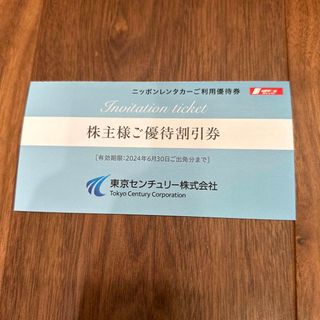 ニッポンレンタカーご利用優待券
Invitation ticket
株主様ご優待割引券
[有効期限:2024年6月30日ご出発分まで]
東京センチュリー株式会社
Tokyo Century Corporation